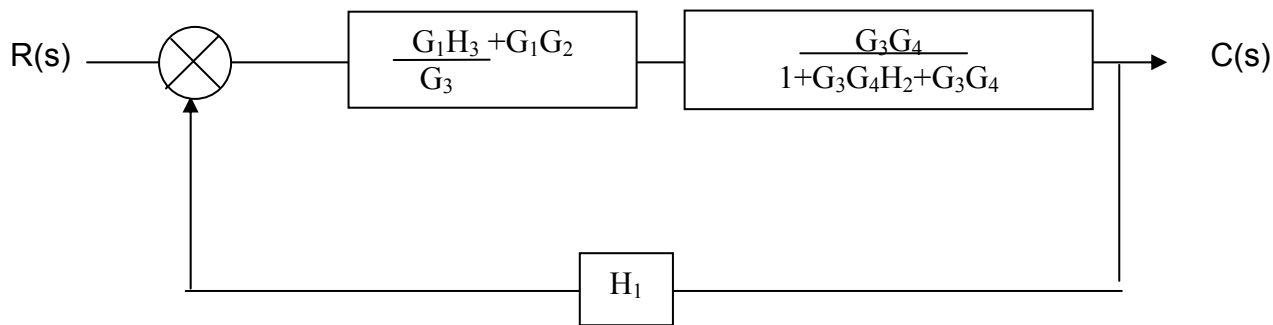 R(s)
G₁H₃ +G₁G₂
G₃
G₃G₄
1+G₃G₄H₂+G₃G₄
C(s)
H₁